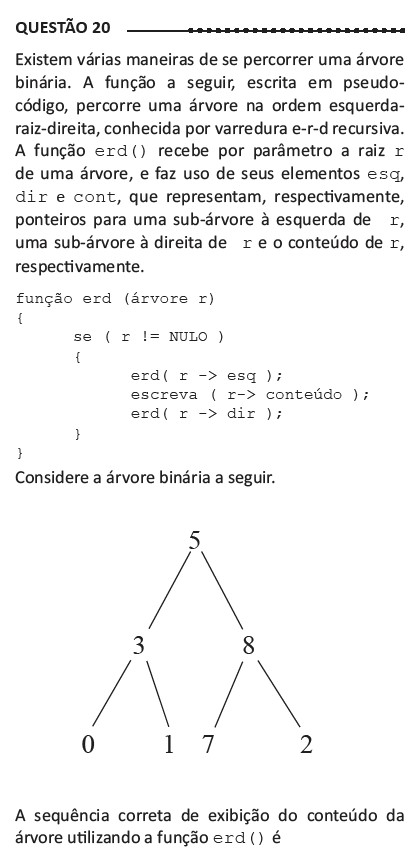 QUESTÃO 20
Existem várias maneiras de se percorrer uma árvore
binária. A função a seguir, escrita em pseudo-
código, percorre uma árvore na ordem esquerda-
raiz-direita, conhecida por varredura e-r-d recursiva.
A função erd() recebe por parâmetro a raiz r
de uma árvore, e faz uso de seus elementos esq,
dir e cont, que representam, respectivamente,
ponteiros para uma sub-árvore à esquerda de r,
uma sub-árvore à direita de r e o conteúdo de r,
respectivamente.
função erd (árvore r)
{
se ( r != NULO )
{
erd( r -> esq );
escreva ( r-> conteúdo );
erd( r -> dir );
}
}
Considere a árvore binária a seguir.
5
3 8
0 1 7 2
A sequência correta de exibição do conteúdo da
árvore utilizando a função erd() é